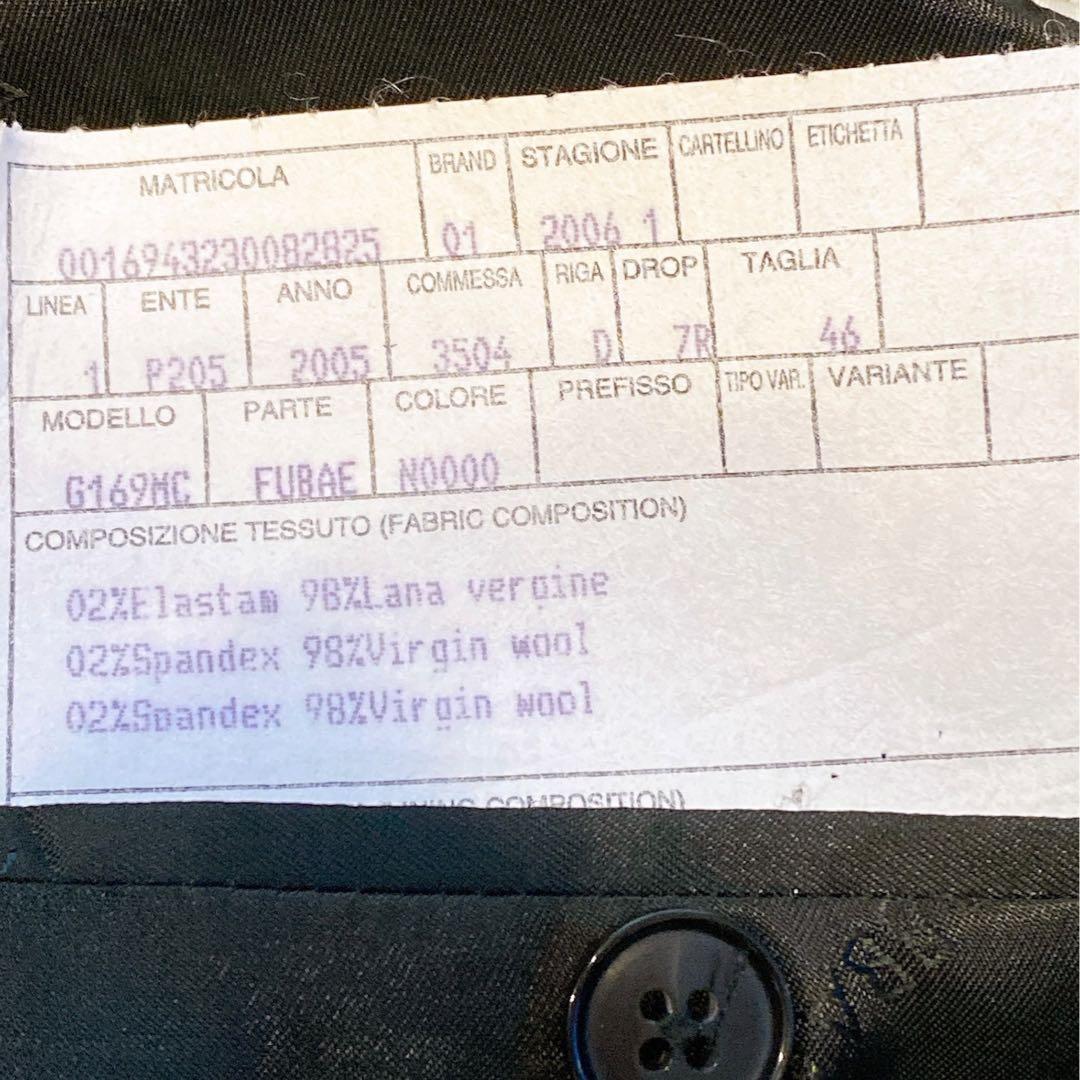 MATRICOLA BRAND STAGIONE CARTELLINO ETICHETTA
0016943230082825 01 2006 1
LINEA ENTE ANNO COMMESSA RIGA DROP TAGLIA
1 P205 2005 3504 D 7R 46
MODELLO PARTE COLORE PREFISSO TIPO VAR. VARIANTE
G169MC FUBAE N0000
COMPOSIZIONE TESSUTO (FABRIC COMPOSITION)
02%Elastam 98%Lana vergine
02%Spandex 98%Virgin wool
02%Spandex 98%Virgin wool
COMPOSITION)